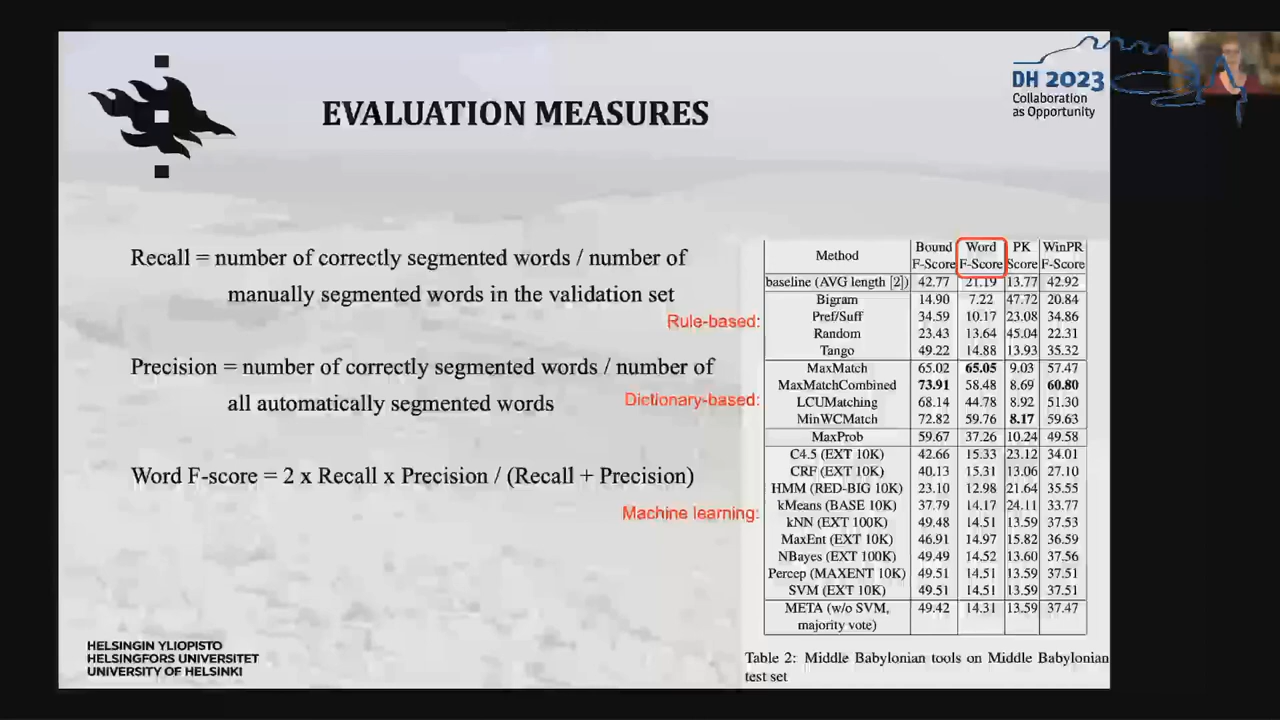 DH 2023
Collaboration
as Opportunity
EVALUATION MEASURES
Recall = number of correctly segmented words / number of
manually segmented words in the validation set
Precision = number of correctly segmented words / number of
all automatically segmented words
Word F-score = 2 x Recall x Precision / (Recall + Precision)
Rule-based:
Dictionary-based:
Machine learning:
Method Bound F-Score Word F-Score PK Score WinPR F-Score
baseline (AVG length [2]) 42.77 21.19 13.77 42.92
Bigram 14.90 7.22 47.72 20.84
Pref/Suff 34.59 10.17 23.08 34.86
Random 23.43 13.64 45.04 22.31
Tango 49.22 14.88 13.93 35.32
MaxMatch 65.02 65.05 9.03 57.47
MaxMatchCombined 73.91 58.48 8.69 60.80
LCUMatching 68.14 44.78 8.92 51.30
MinWCMatch 72.82 59.76 8.17 59.63
MaxProb 59.67 37.26 10.24 49.58
C4.5 (EXT 10K) 42.66 15.33 23.12 34.01
CRF (EXT 10K) 40.13 15.31 13.06 27.10
HMM (RED-BIG 10K) 23.10 12.98 21.64 35.55
kMeans (BASE 10K) 37.79 14.17 24.11 33.77
kNN (EXT 100K) 49.48 14.51 13.59 37.53
MaxEnt (EXT 10K) 46.91 14.97 15.82 36.59
NBayes (EXT 100K) 49.49 14.52 13.60 37.56
Percep (MAXENT 10K) 49.51 14.51 13.59 37.51
SVM (EXT 10K) 49.51 14.51 13.59 37.51
META (w/o SVM, 49.42 14.31 13.59 37.47
majority vote)
Table 2: Middle Babylonian tools on Middle Babylonian
test set
HELSINGIN YLIOPISTO
HELSINGFORS UNIVERSITET
UNIVERSITY OF HELSINKI